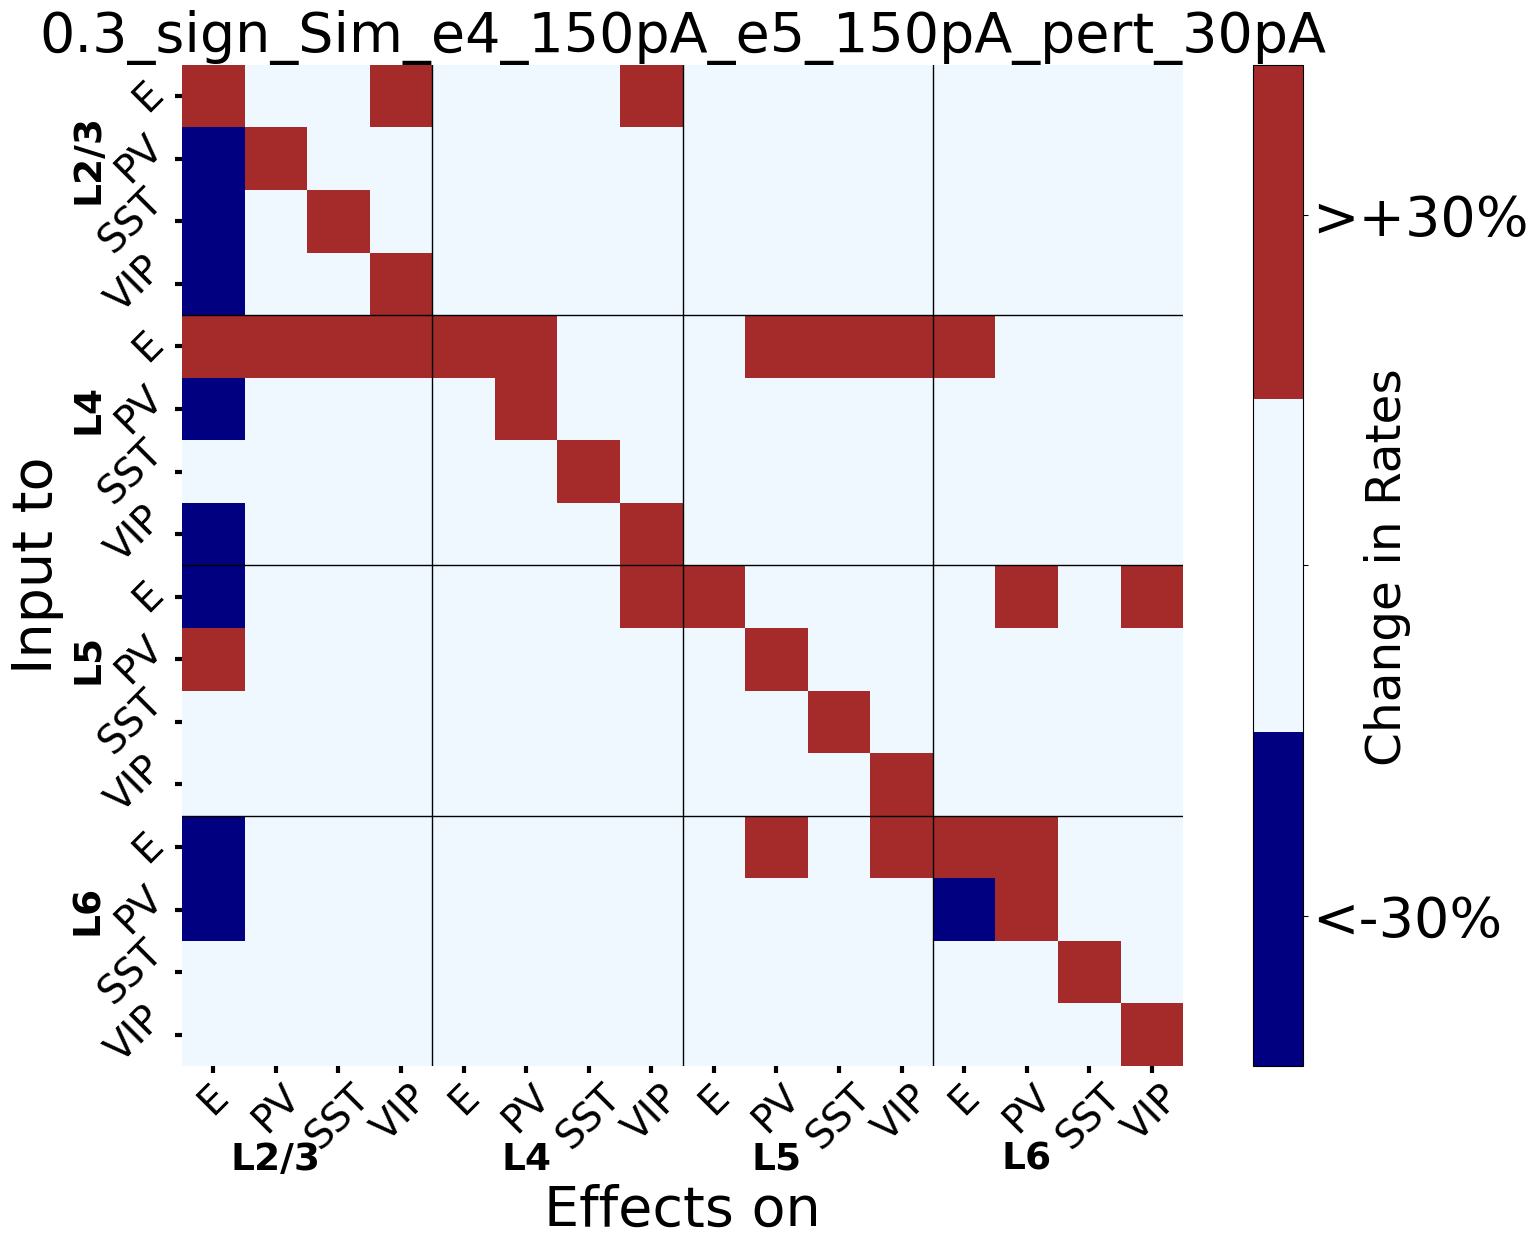 0.3_sign_Sim_e4_150pA_e5_150pA_pert_30pA
Input to
L2/3
E
PV
SST
VIP
L4
E
PV
SST
VIP
L5
E
PV
SST
VIP
L6
E
PV
SST
VIP
E PV SST VIP E PV SST VIP E PV SST VIP E PV SST VIP
L2/3 L4 L5 L6
Effects on
>+30%
<-30%
Change in Rates